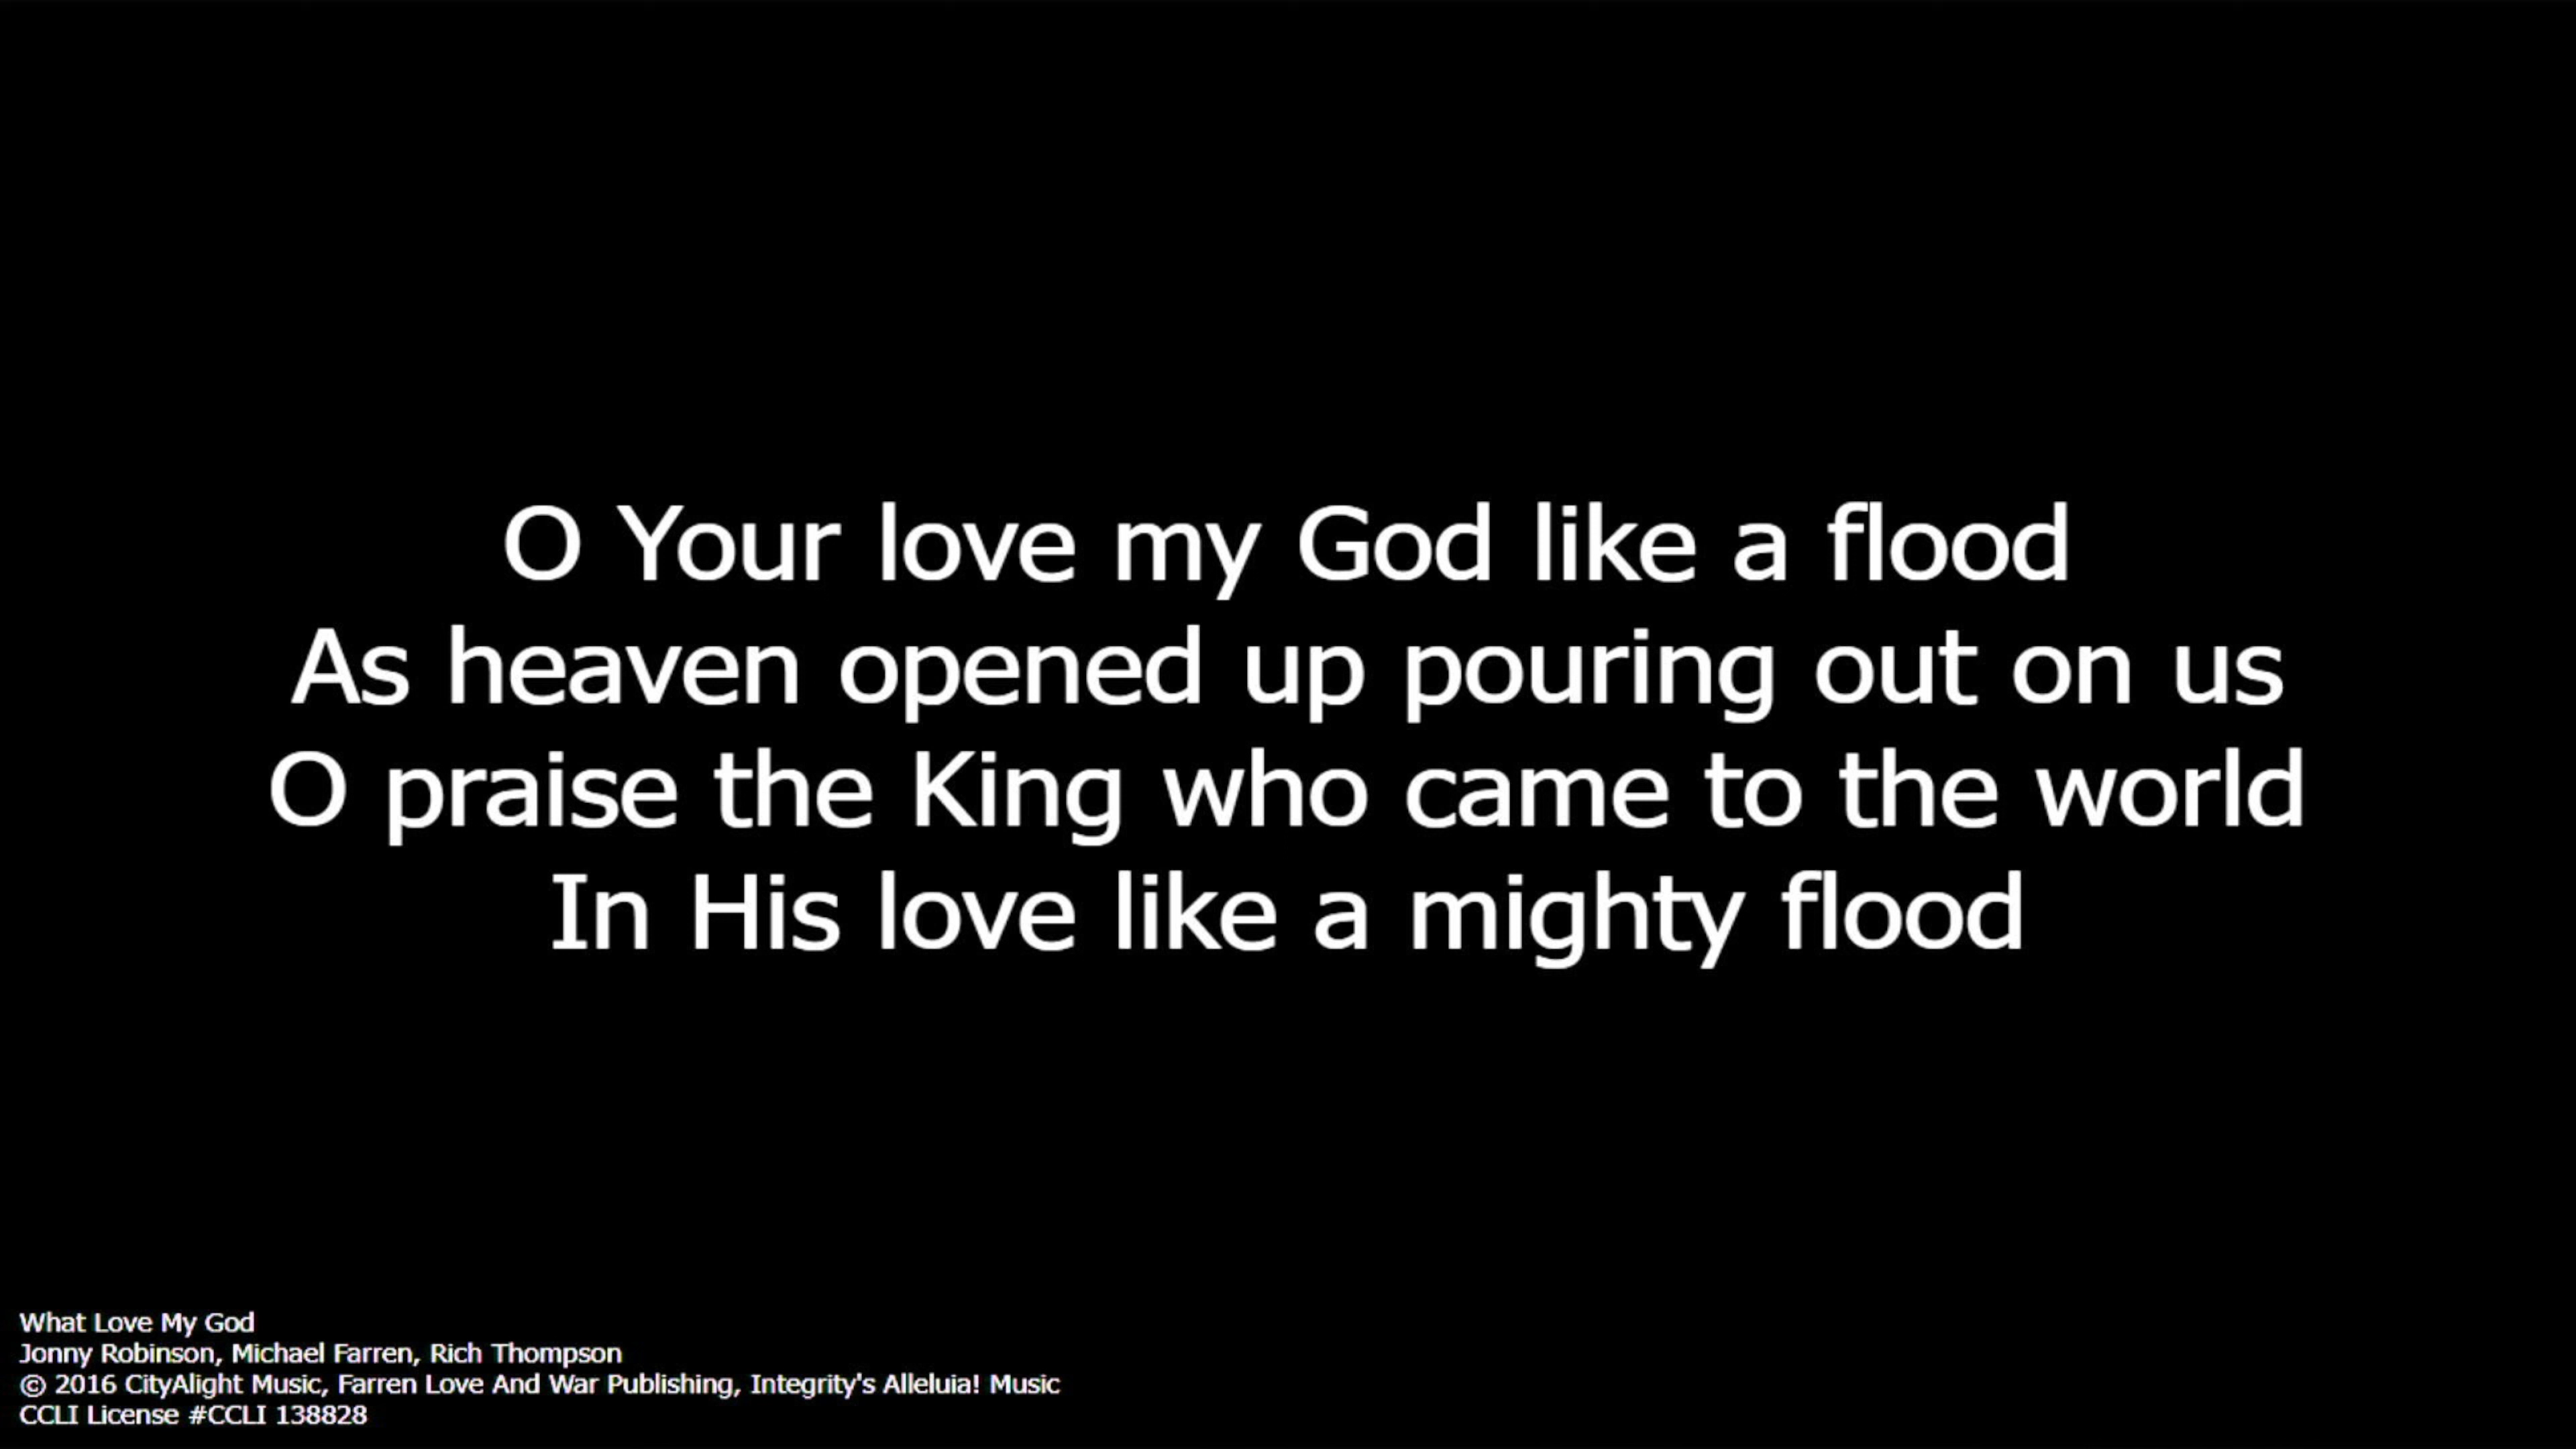 O Your love my God like a flood
As heaven opened up pouring out on us
O praise the King who came to the world
In His love like a mighty flood
What Love My God
Jonny Robinson, Michael Farren, Rich Thompson
© 2016 CityAlight Music, Farren Love And War Publishing, Integrity's Alleluia! Music
CCLI License #CCLI 138828